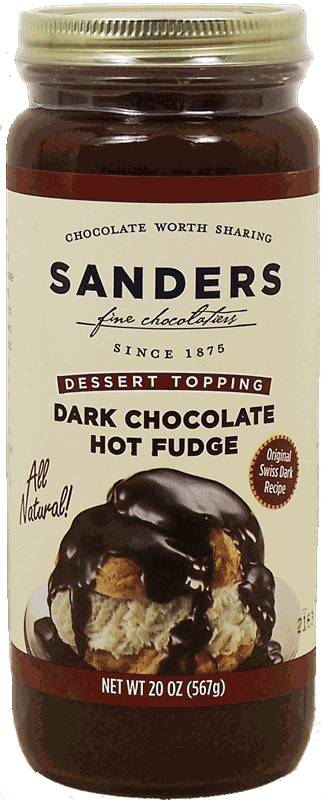 CHOCOLATE WORTH SHARING
SANDERS
fine chocolatiers
SINCE 1875
DESSERT TOPPING
DARK CHOCOLATE
HOT FUDGE
All
Natural!
Original
Swiss Dark
Recipe
NET WT 20 OZ (567g)